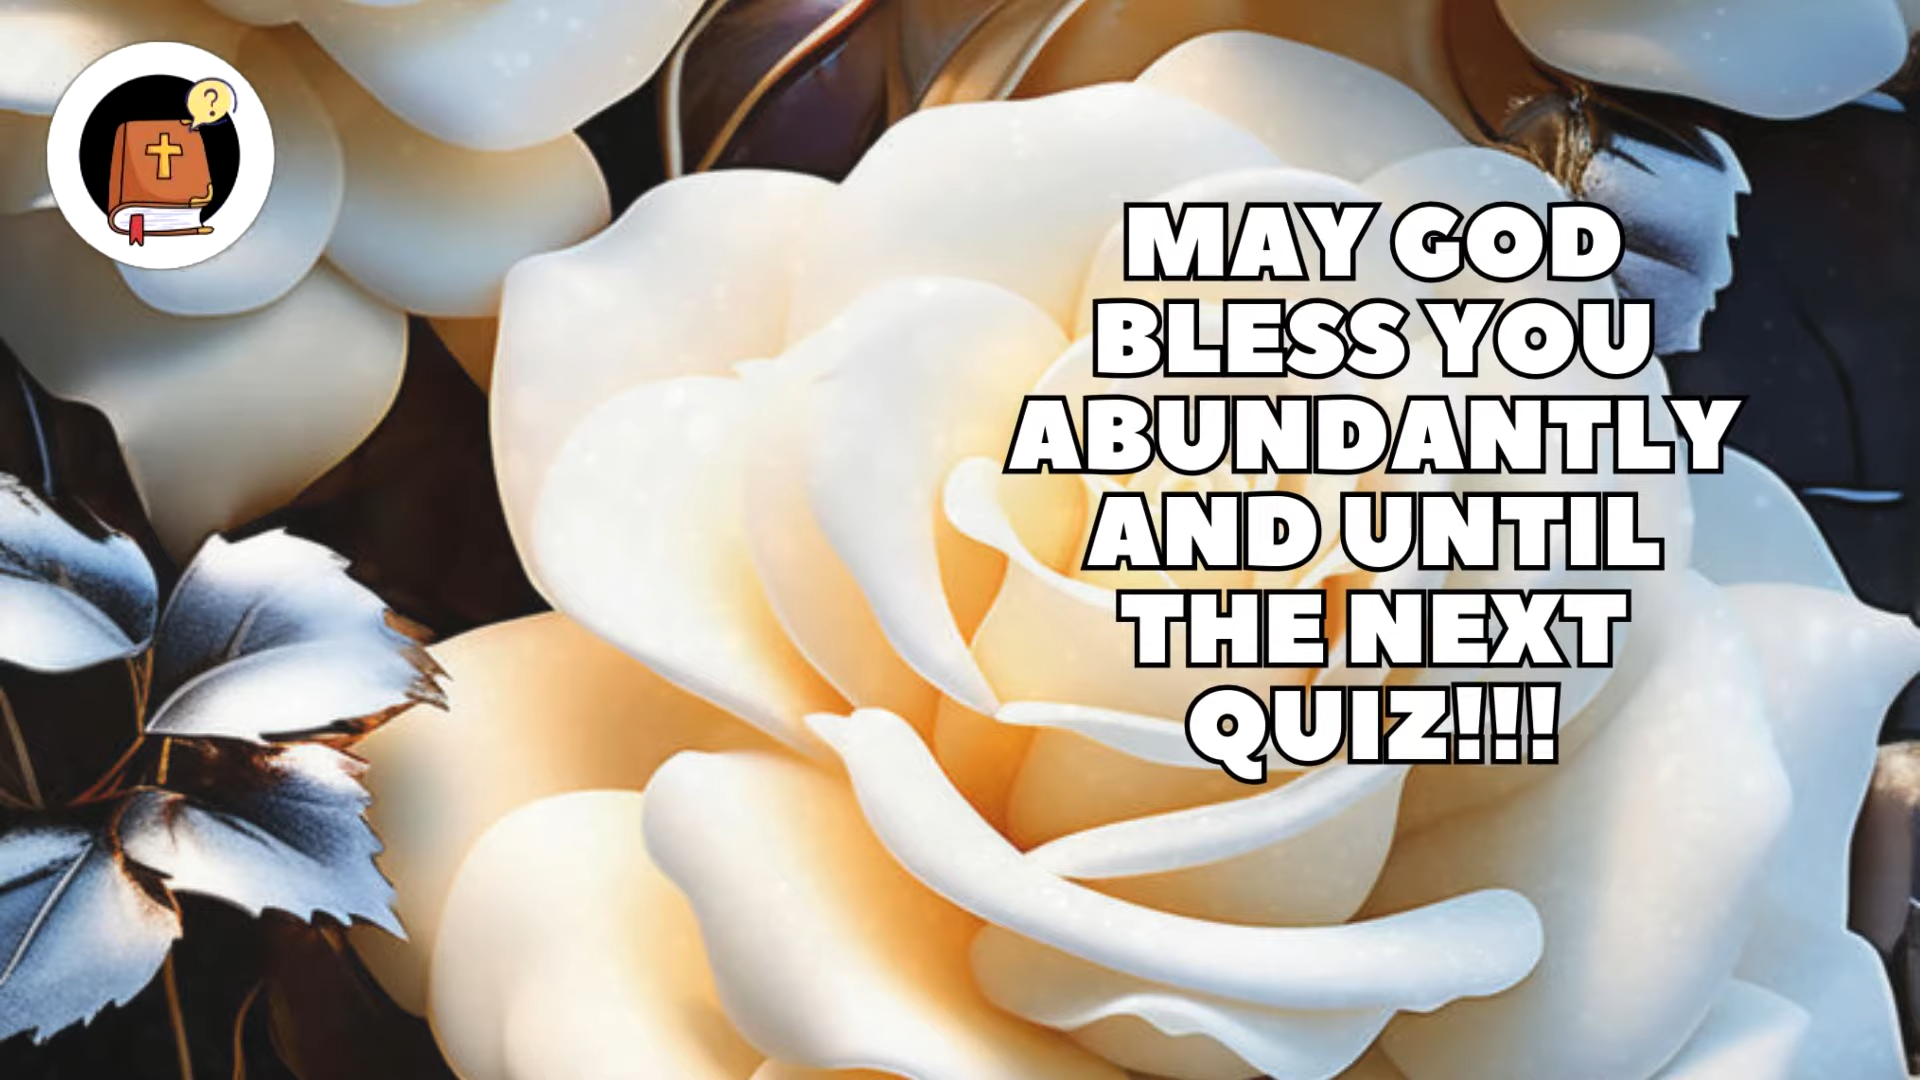 ?
MAY GOD
BLESS YOU
ABUNDANTLY
AND UNTIL
THE NEXT
QUIZ!!!